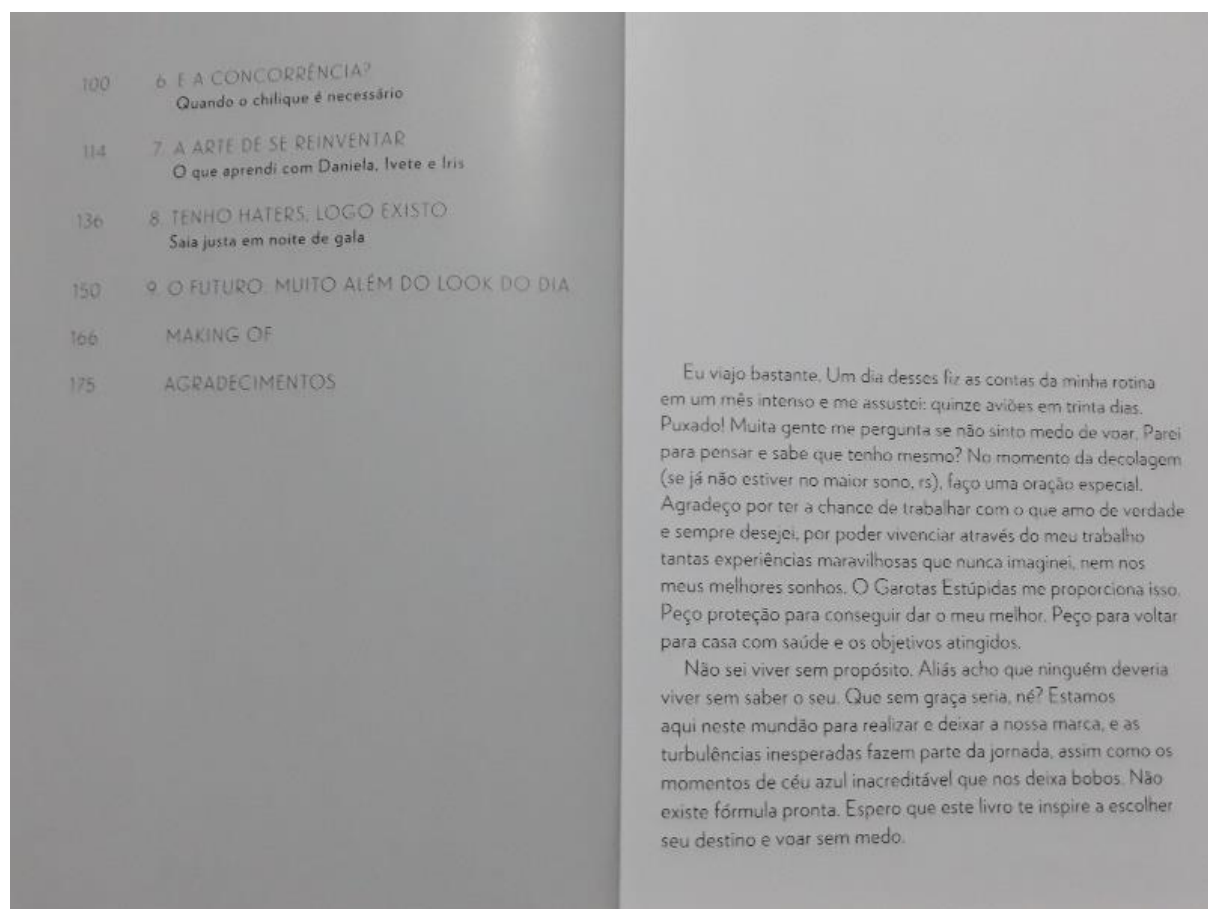 100 6. E A CONCORRÊNCIA?
Quando o chilique é necessário
114 7. A ARTE DE SE REINVENTAR
O que aprendi com Daniela, Ivete e Iris
136 8. TENHO HATERS, LOGO EXISTO
Saia justa em noite de gala
150 9. O FUTURO: MUITO ALÉM DO LOOK DO DIA
166 MAKING OF
175 AGRADECIMENTOS
Eu viajo bastante. Um dia desses fiz as contas da minha rotina
em um mês intenso e me assustei: quinze aviões em trinta dias.
Puxado! Muita gente me pergunta se não sinto medo de voar. Parei
para pensar e sabe que tenho mesmo? No momento da decolagem
(se já não estiver no maior sono, rs), faço uma oração especial.
Agradeço por ter a chance de trabalhar com o que amo de verdade
e sempre desejei, por poder vivenciar através do meu trabalho
tantas experiências maravilhosas que nunca imaginei, nem nos
meus melhores sonhos. O Garotas Estúpidas me proporciona isso.
Peço proteção para conseguir dar o meu melhor. Peço para voltar
para casa com saúde e os objetivos atingidos.
Não sei viver sem propósito. Aliás acho que ninguém deveria
viver sem saber o seu. Que sem graça seria, né? Estamos
aqui neste mundão para realizar e deixar a nossa marca, e as
turbulências inesperadas fazem parte da jornada, assim como os
momentos de céu azul inacreditável que nos deixa bobos. Não
existe fórmula pronta. Espero que este livro te inspire a escolher
seu destino e voar sem medo.